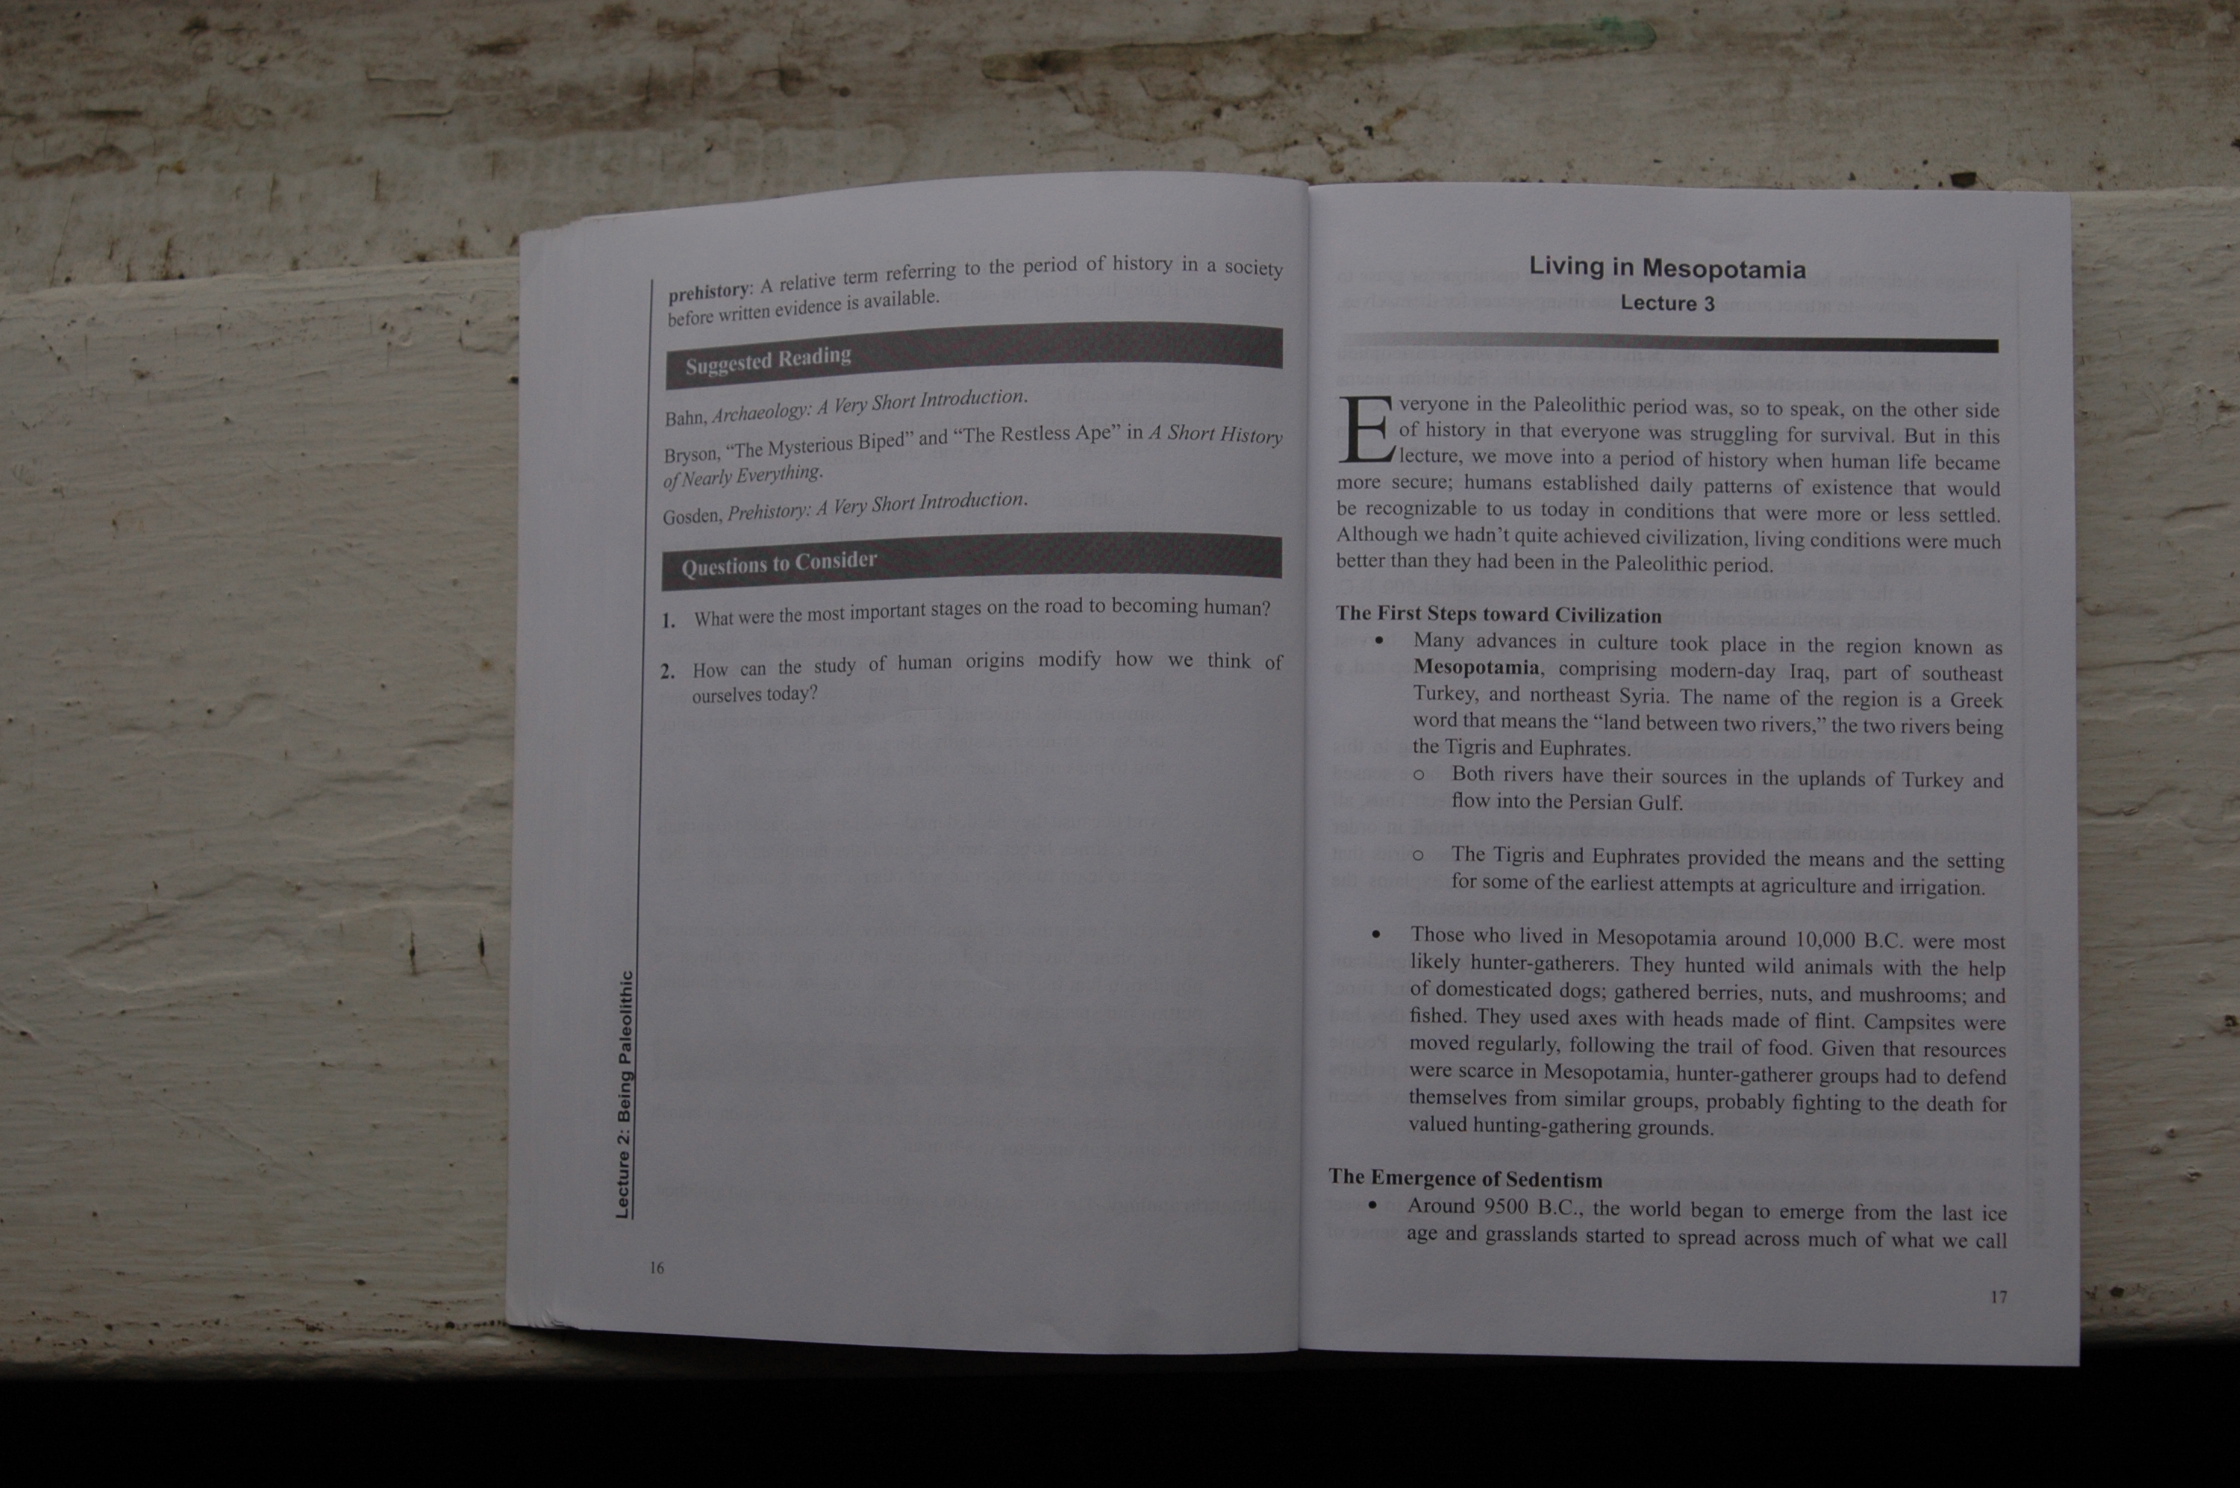 prehistory: A relative term referring to the period of history in a society
before written evidence is available.
Suggested Reading
Bahn, Archaeology: A Very Short Introduction.
Bryson, “The Mysterious Biped” and “The Restless Ape” in A Short History
of Nearly Everything.
Gosden, Prehistory: A Very Short Introduction.
Questions to Consider
1. What were the most important stages on the road to becoming human?
2. How can the study of human origins modify how we think of
ourselves today?
Lecture 2: Being Paleolithic
16
Living in Mesopotamia
Lecture 3
Everyone in the Paleolithic period was, so to speak, on the other side
of history in that everyone was struggling for survival. But in this
lecture, we move into a period of history when human life became
more secure; humans established daily patterns of existence that would
be recognizable to us today in conditions that were more or less settled.
Although we hadn’t quite achieved civilization, living conditions were much
better than they had been in the Paleolithic period.
The First Steps toward Civilization
• Many advances in culture took place in the region known as
Mesopotamia, comprising modern-day Iraq, part of southeast
Turkey, and northeast Syria. The name of the region is a Greek
word that means the “land between two rivers,” the two rivers being
the Tigris and Euphrates.
○ Both rivers have their sources in the uplands of Turkey and
flow into the Persian Gulf.
○ The Tigris and Euphrates provided the means and the setting
for some of the earliest attempts at agriculture and irrigation.
• Those who lived in Mesopotamia around 10,000 B.C. were most
likely hunter-gatherers. They hunted wild animals with the help
of domesticated dogs; gathered berries, nuts, and mushrooms; and
fished. They used axes with heads made of flint. Campsites were
moved regularly, following the trail of food. Given that resources
were scarce in Mesopotamia, hunter-gatherer groups had to defend
themselves from similar groups, probably fighting to the death for
valued hunting-gathering grounds.
The Emergence of Sedentism
• Around 9500 B.C., the world began to emerge from the last ice
age and grasslands started to spread across much of what we call
17